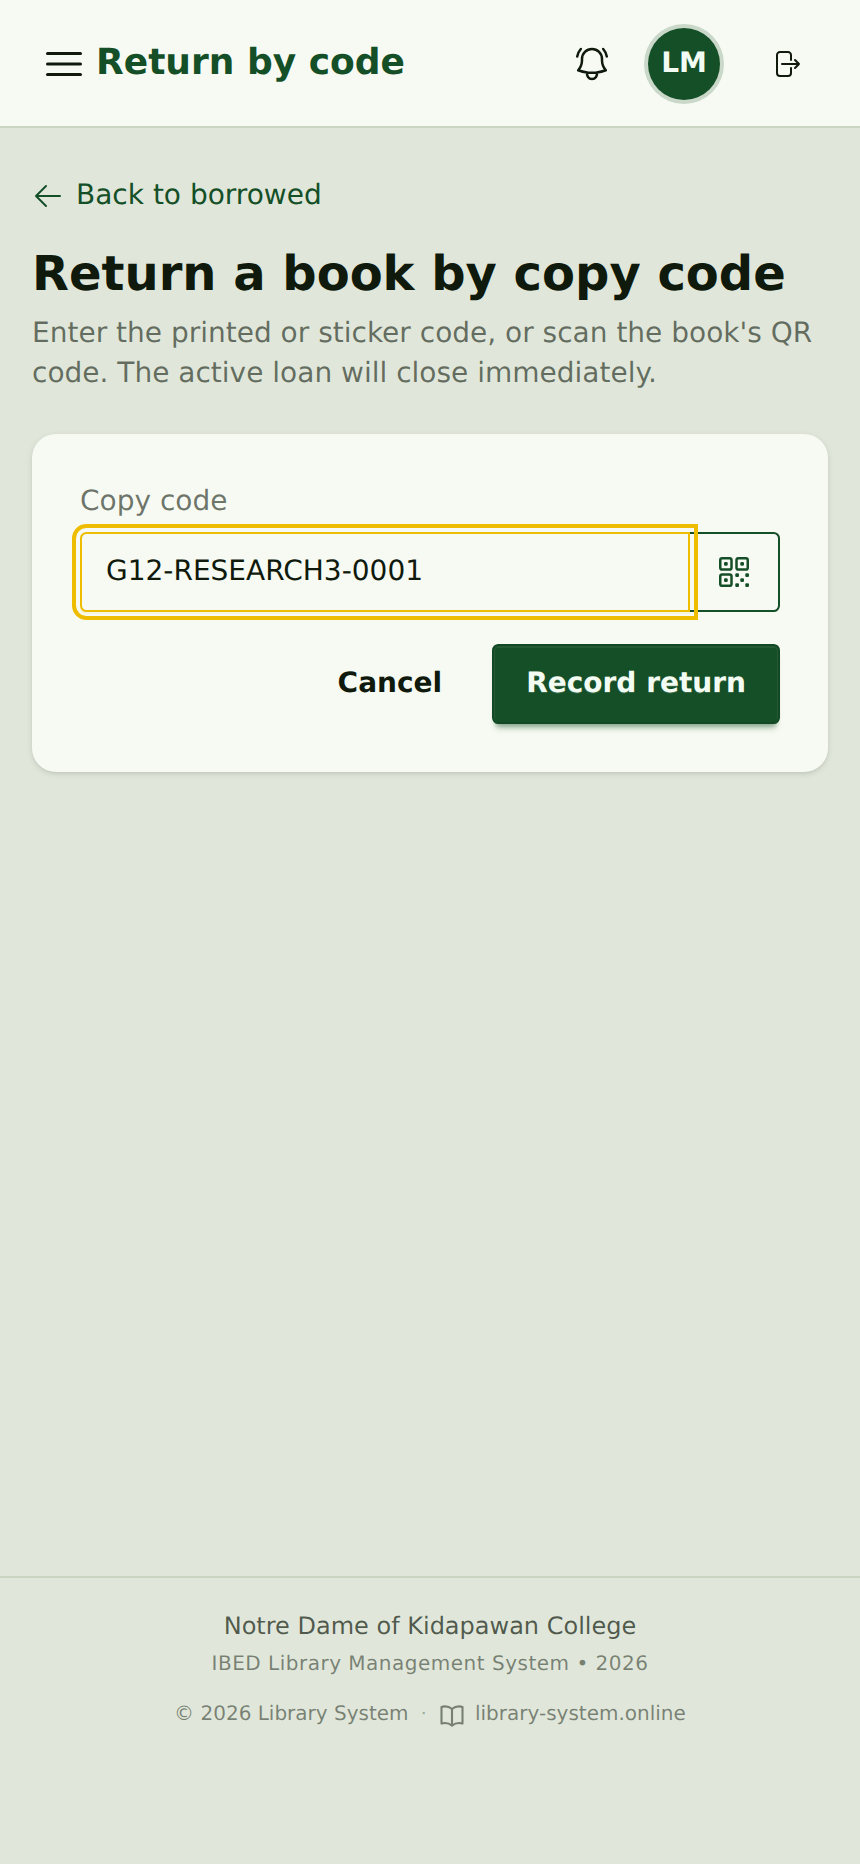 Return by code
LM
Back to borrowed
Return a book by copy code
Enter the printed or sticker code, or scan the book's QR
code. The active loan will close immediately.
Copy code
G12-RESEARCH3-0001
Cancel
Record return
Notre Dame of Kidapawan College
IBED Library Management System • 2026
© 2026 Library System · library-system.online